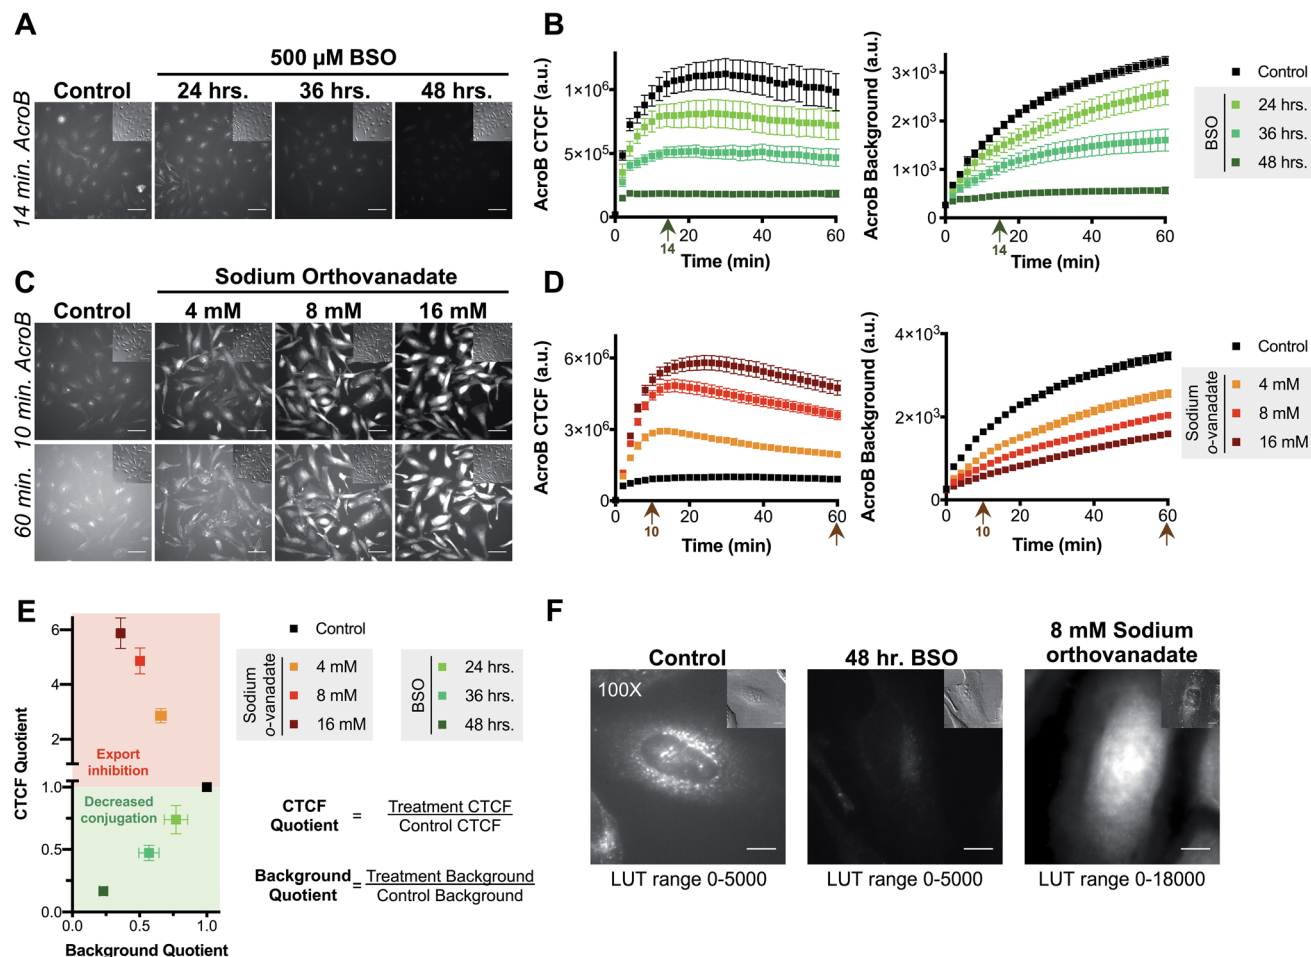 A
500 µM BSO
Control 24 hrs. 36 hrs. 48 hrs.
14 min. AcroB
B
AcroB CTCF (a.u.)
1×10⁶
5×10⁵
0
0 20 40 60
14
Time (min)
AcroB Background (a.u.)
3×10³
2×10³
1×10³
0
0 20 40 60
14
Time (min)
Control
BSO
24 hrs.
36 hrs.
48 hrs.
C
Sodium Orthovanadate
Control 4 mM 8 mM 16 mM
10 min. AcroB
60 min.
D
AcroB CTCF (a.u.)
6×10⁶
3×10⁶
0
0 20 40 60
10
Time (min)
AcroB Background (a.u.)
4×10³
2×10³
0
0 20 40 60
10
Time (min)
Control
Sodium
o-vanadate
4 mM
8 mM
16 mM
E
CTCF Quotient
6
4
2
1.0
0.5
0.0
0.0 0.5 1.0
Background Quotient
Export
inhibition
Decreased
conjugation
Control
Sodium
o-vanadate
4 mM
8 mM
16 mM
BSO
24 hrs.
36 hrs.
48 hrs.
CTCF Quotient = Treatment CTCF / Control CTCF
Background Quotient = Treatment Background / Control Background
F
Control
48 hr. BSO
8 mM Sodium
orthovanadate
100X
LUT range 0-5000
LUT range 0-5000
LUT range 0-18000